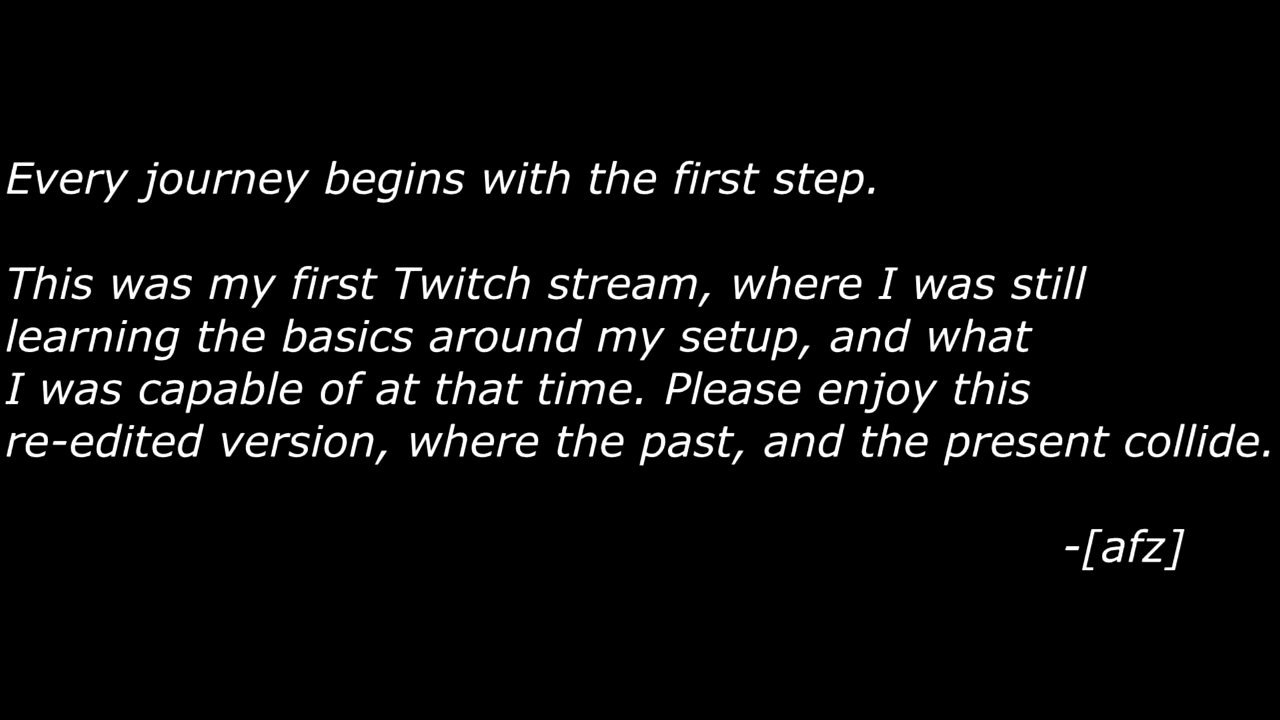 Every journey begins with the first step.
This was my first Twitch stream, where I was still
learning the basics around my setup, and what
I was capable of at that time. Please enjoy this
re-edited version, where the past, and the present collide.
-[afz]